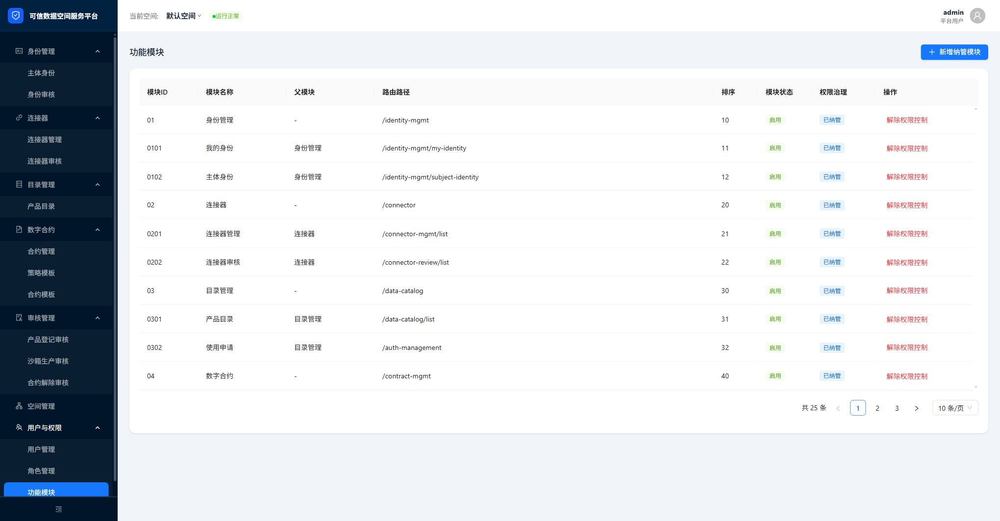 可信数据空间服务平台
当前空间: 默认空间 运行正常
admin
平台用户
身份管理
主体身份
身份审核
连接器
连接器管理
连接器审核
目录管理
产品目录
数字合约
合约管理
策略模板
合约模板
审核管理
产品登记审核
沙箱生产审核
合约解除审核
空间管理
用户与权限
用户管理
角色管理
功能模块
功能模块
新增纳管模块
模块ID 模块名称 父模块 路由路径 排序 模块状态 权限治理 操作
01 身份管理 - /identity-mgmt 10 启用 已纳管 解除权限控制
0101 我的身份 身份管理 /identity-mgmt/my-identity 11 启用 已纳管 解除权限控制
0102 主体身份 身份管理 /identity-mgmt/subject-identity 12 启用 已纳管 解除权限控制
02 连接器 - /connector 20 启用 已纳管 解除权限控制
0201 连接器管理 连接器 /connector-mgmt/list 21 启用 已纳管 解除权限控制
0202 连接器审核 连接器 /connector-review/list 22 启用 已纳管 解除权限控制
03 目录管理 - /data-catalog 30 启用 已纳管 解除权限控制
0301 产品目录 目录管理 /data-catalog/list 31 启用 已纳管 解除权限控制
0302 使用申请 目录管理 /auth-management 32 启用 已纳管 解除权限控制
04 数字合约 - /contract-mgmt 40 启用 已纳管 解除权限控制
共 25 条 < 1 2 3 > 10 条/页